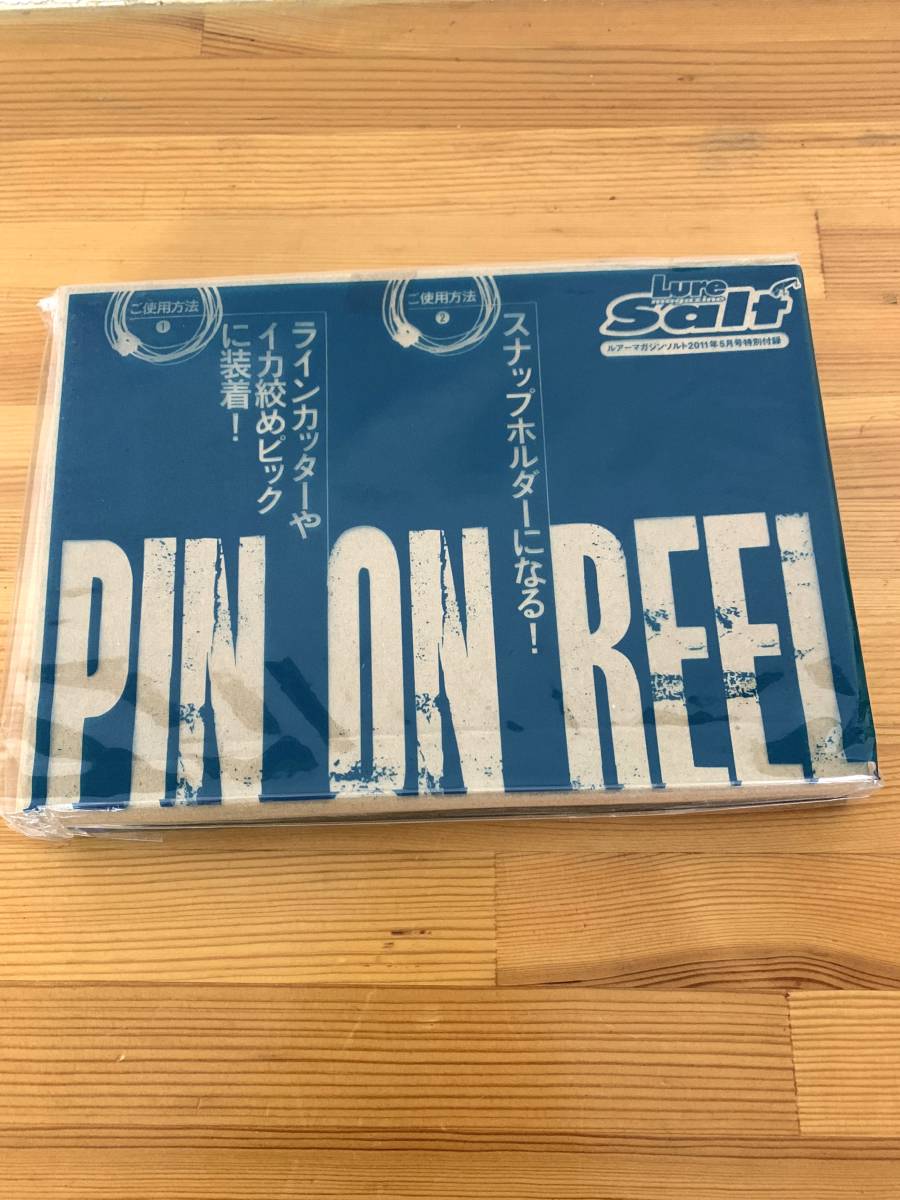 Lure
magazine
Salt
ルアーマガジンソルト2011年5月号特別付録
ご使用方法
❶
ラインカッターや
イカ絞めピック
に装着！
ご使用方法
❷
スナップホルダーになる！
PIN ON REEL